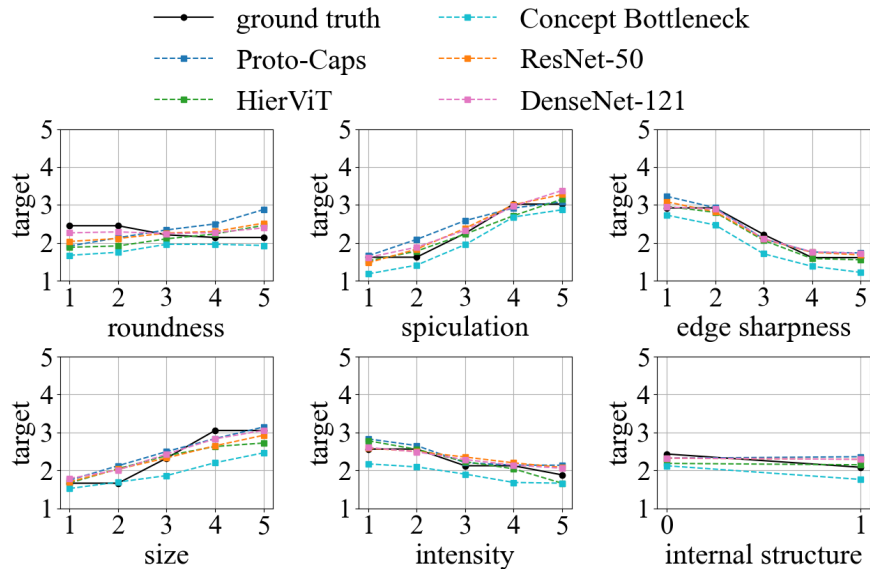 ground truth
Concept Bottleneck
Proto-Caps
ResNet-50
HierViT
DenseNet-121
5
4
3
2
1
target
1 2 3 4 5
roundness
5
4
3
2
1
target
1 2 3 4 5
spiculation
5
4
3
2
1
target
1 2 3 4 5
edge sharpness
5
4
3
2
1
target
1 2 3 4 5
size
5
4
3
2
1
target
1 2 3 4 5
intensity
5
4
3
2
1
target
0 1
internal structure